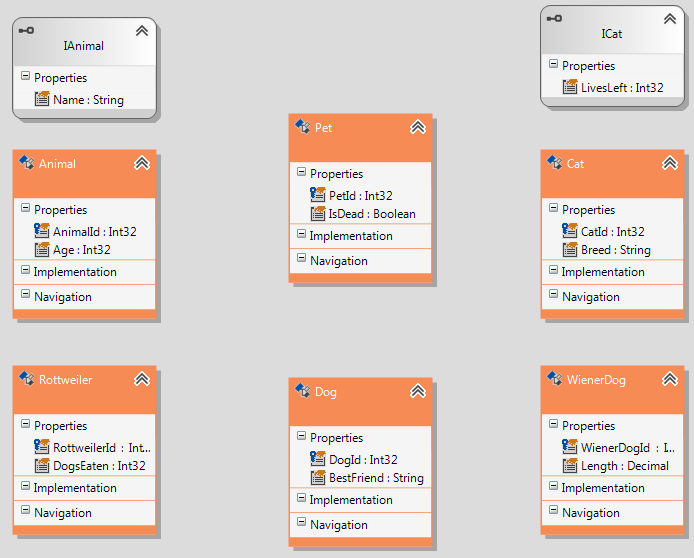 IAnimal
Properties
Name : String
ICat
Properties
LivesLeft : Int32
Pet
Properties
PetId : Int32
IsDead : Boolean
Implementation
Navigation
Animal
Properties
AnimalId : Int32
Age : Int32
Implementation
Navigation
Cat
Properties
CatId : Int32
Breed : String
Implementation
Navigation
Rottweiler
Properties
RottweilerId : Int...
DogsEaten : Int32
Implementation
Navigation
Dog
Properties
DogId : Int32
BestFriend : String
Implementation
Navigation
WienerDog
Properties
WienerDogId : I...
Length : Decimal
Implementation
Navigation